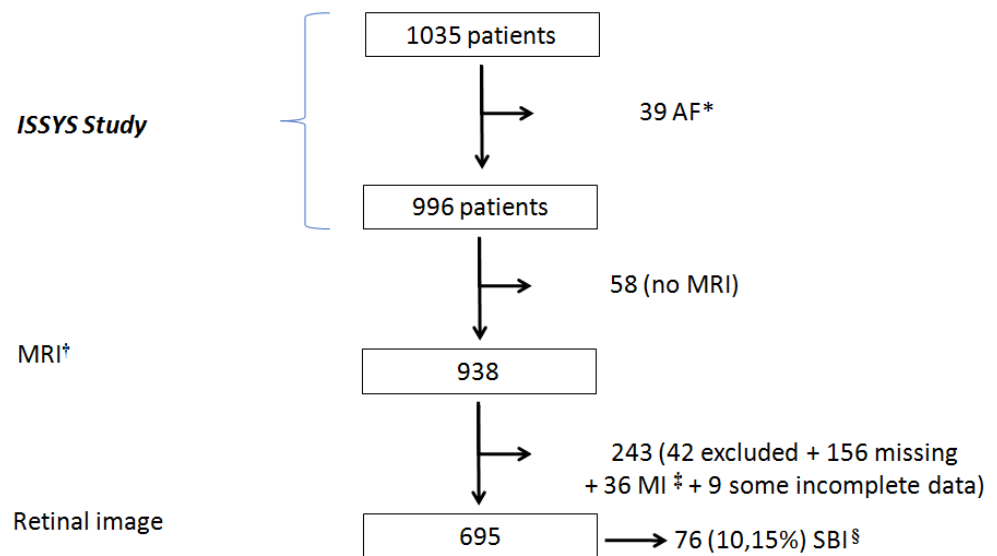 1035 patients
39 AF*
ISSYS Study
996 patients
58 (no MRI)
MRI†
938
243 (42 excluded + 156 missing
+ 36 MI ‡ + 9 some incomplete data)
Retinal image
695
76 (10,15%) SBI §